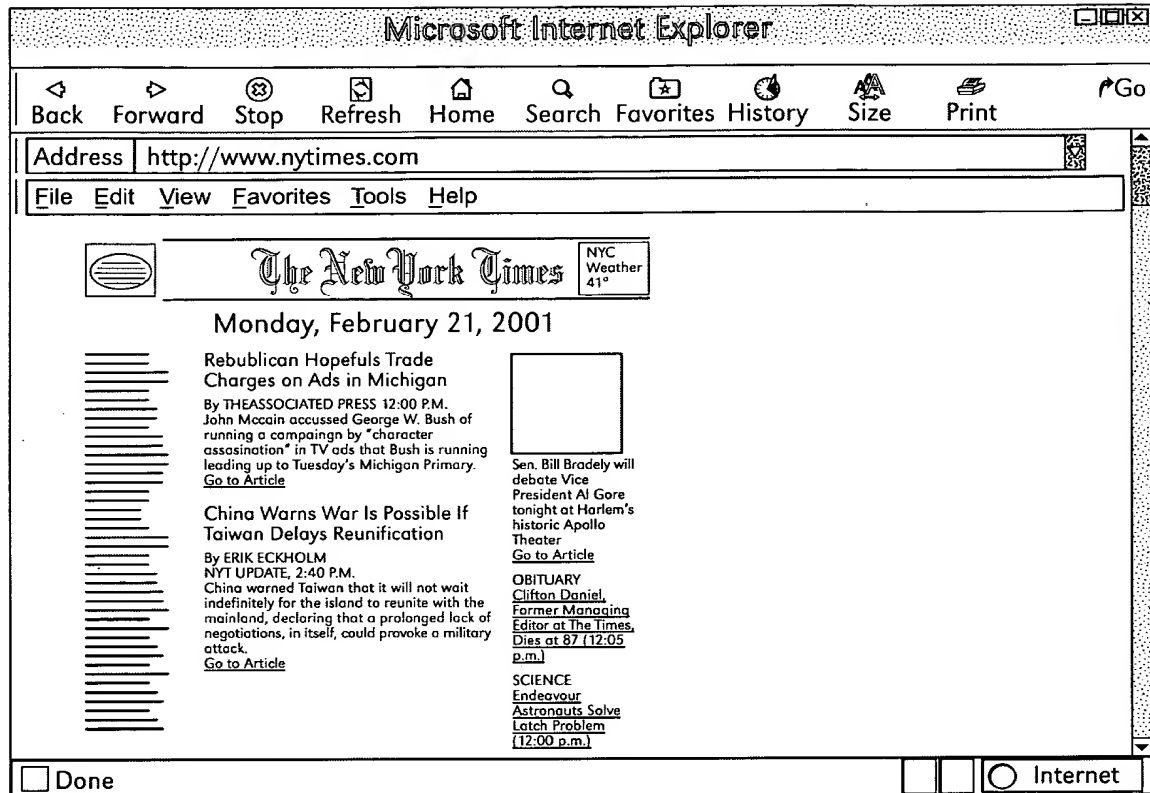 Microsoft Internet Explorer
Back Forward Stop Refresh Home Search Favorites History Size Print Go
Address http://www.nytimes.com
File Edit View Favorites Tools Help
The New York Times
NYC
Weather
41°
Monday, February 21, 2001
Rebublican Hopefuls Trade
Charges on Ads in Michigan
By THEASSOCIATED PRESS 12:00 P.M.
John Mccain accussed George W. Bush of
running a campaingn by "character
assasination" in TV ads that Bush is running
leading up to Tuesday's Michigan Primary.
Go to Article
China Warns War Is Possible If
Taiwan Delays Reunification
By ERIK ECKHOLM
NYT UPDATE, 2:40 P.M.
China warned Taiwan that it will not wait
indefinitely for the island to reunite with the
mainland, declaring that a prolonged lack of
negotiations, in itself, could provoke a military
attack.
Go to Article
Sen. Bill Bradely will
debate Vice
President Al Gore
tonight at Harlem's
historic Apollo
Theater
Go to Article
OBITUARY
Clifton Daniel,
Former Managing
Editor at The Times,
Dies at 87 (12:05
p.m.)
SCIENCE
Endeavour
Astronauts Solve
Latch Problem
(12:00 p.m.)
Done
Internet